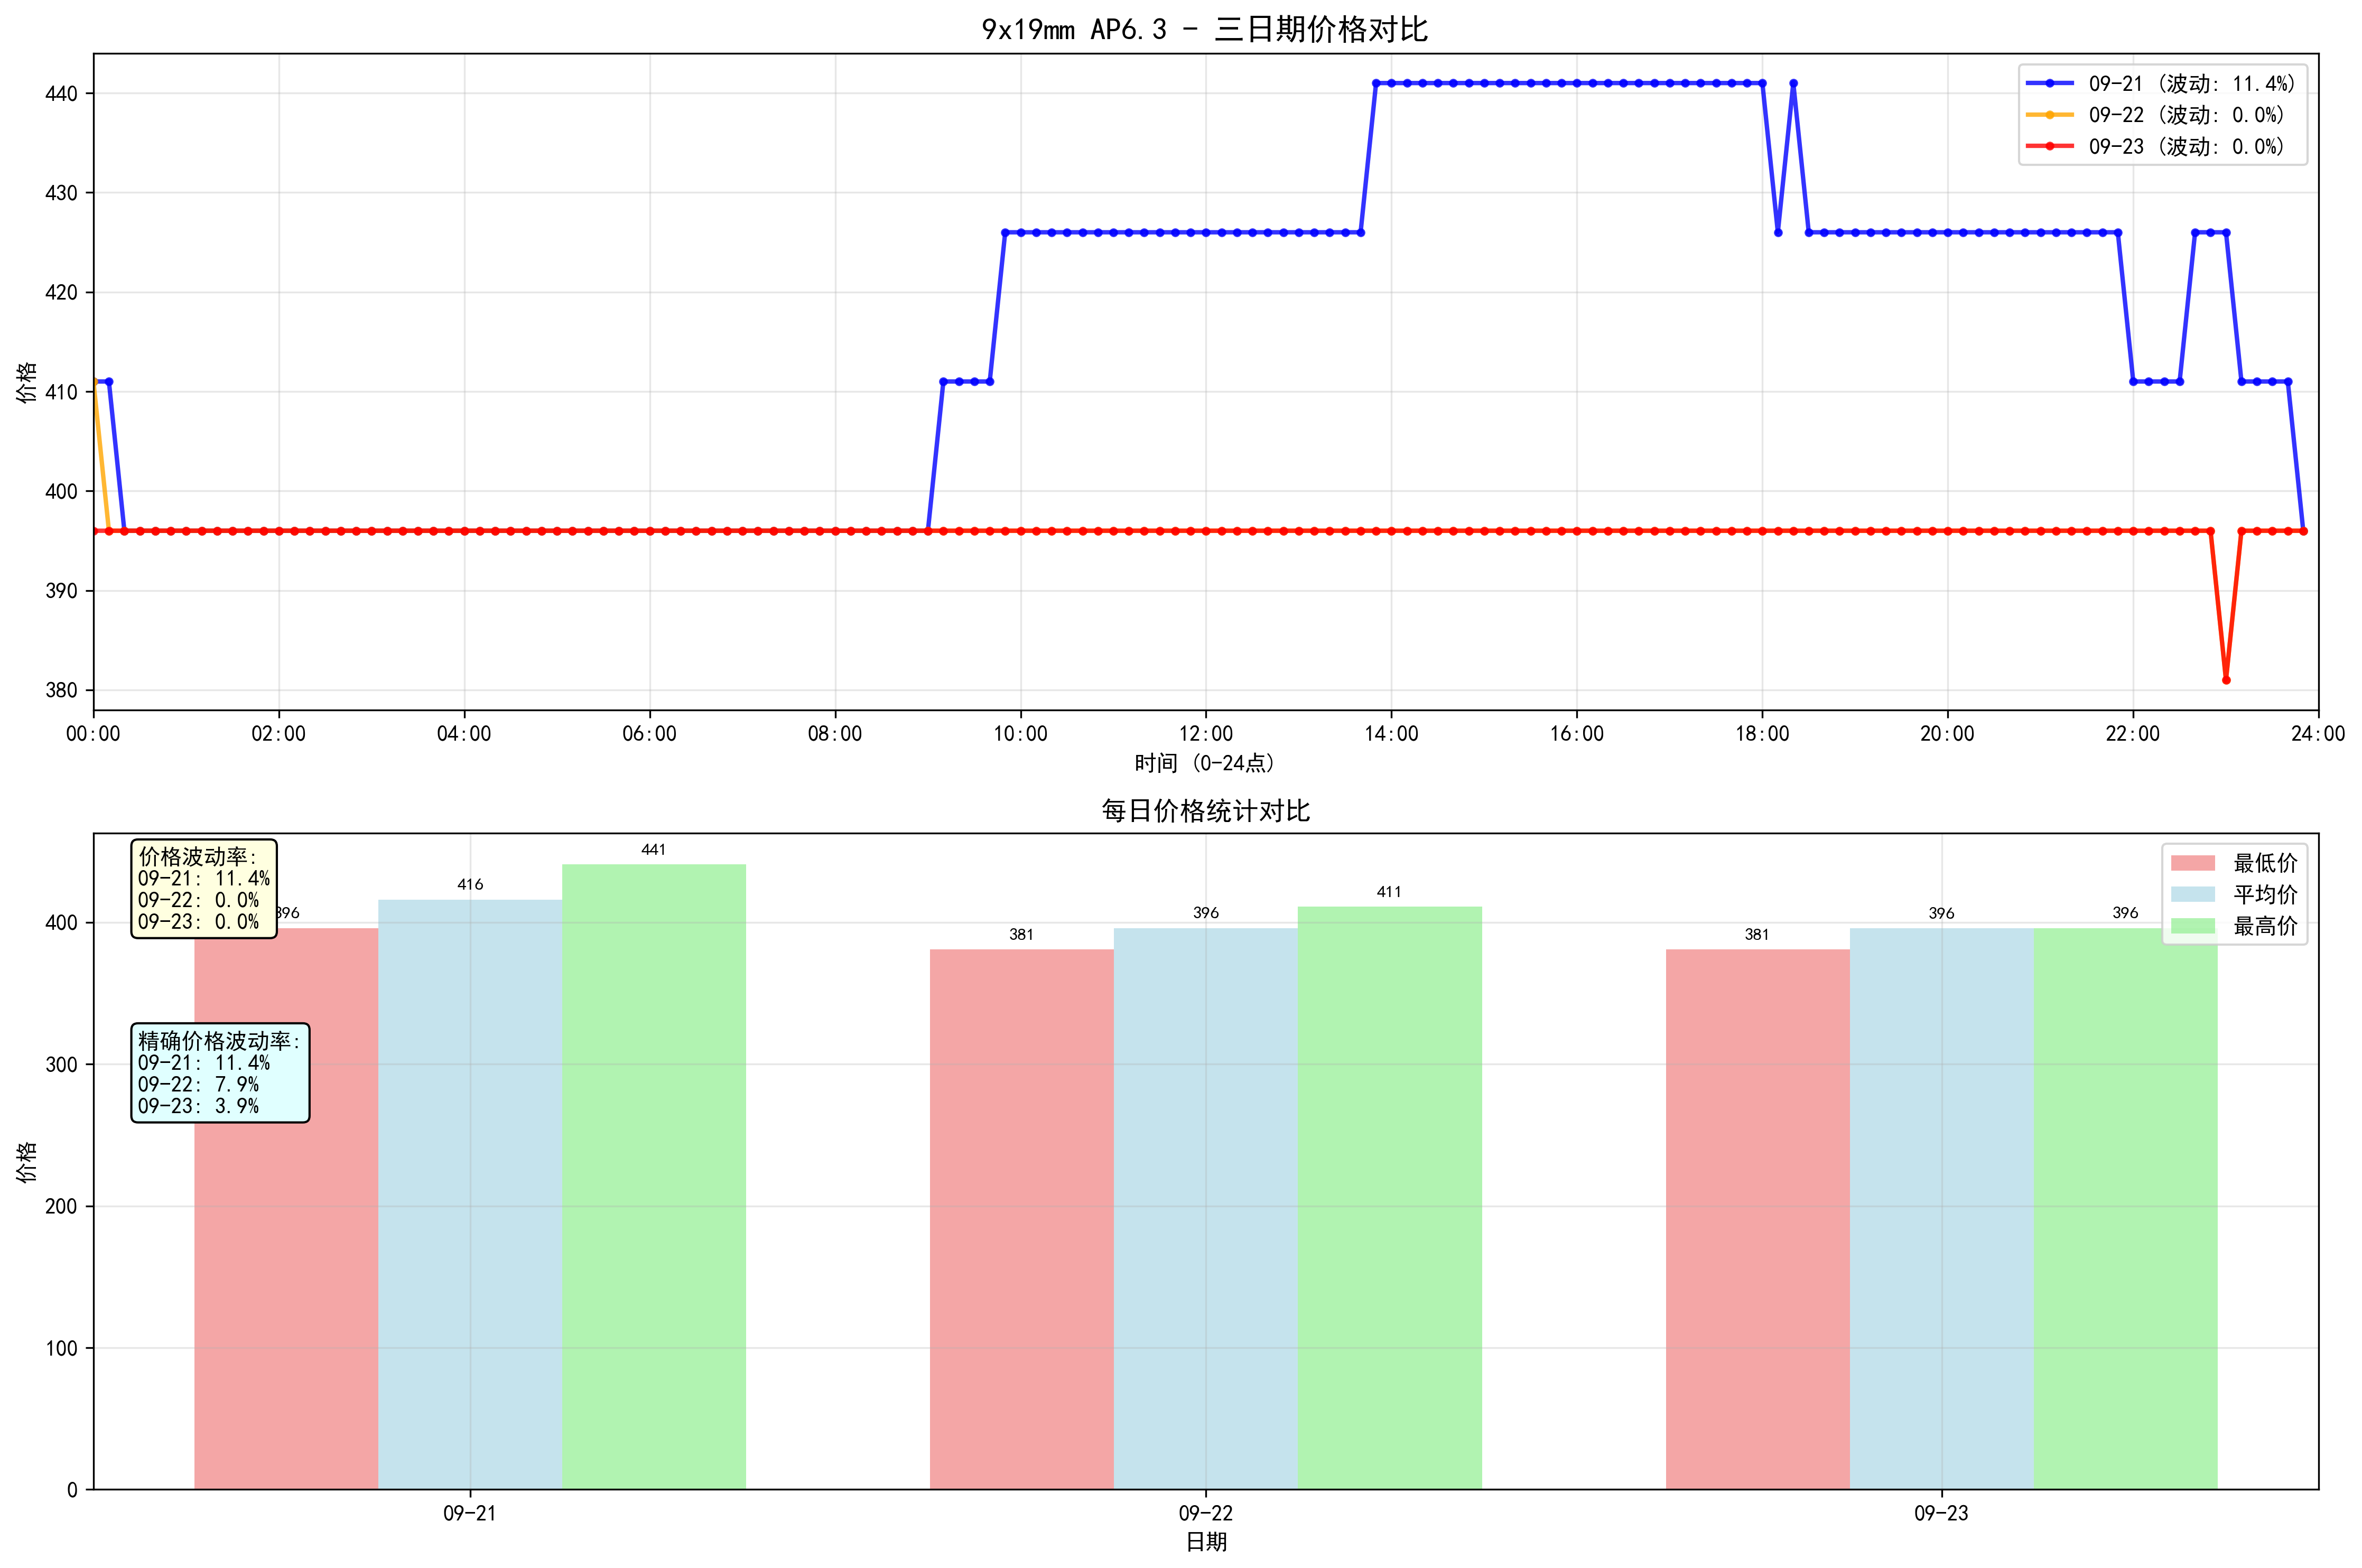 9x19mm AP6.3 - 三日期价格对比
09-21 (波动: 11.4%)
09-22 (波动: 0.0%)
09-23 (波动: 0.0%)
价格
440
430
420
410
400
390
380
00:00 02:00 04:00 06:00 08:00 10:00 12:00 14:00 16:00 18:00 20:00 22:00 24:00
时间 (0-24点)
每日价格统计对比
价格波动率:
09-21: 11.4%
09-22: 0.0%
09-23: 0.0%
精确价格波动率:
09-21: 11.4%
09-22: 7.9%
09-23: 3.9%
最低价
平均价
最高价
396 416 441 381 396 411 381 396 396
价格
400
300
200
100
0
09-21 09-22 09-23
日期